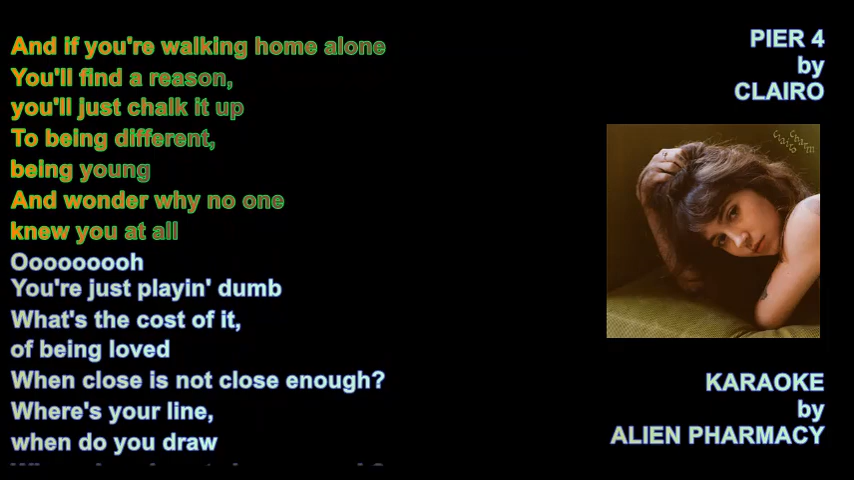 And if you're walking home alone
You'll find a reason,
you'll just chalk it up
To being different,
being young
And wonder why no one
knew you at all
Ooooooooh
You're just playin' dumb
What's the cost of it,
of being loved
When close is not close enough?
Where's your line,
when do you draw
PIER 4
by
CLAIRO
Clairo
Charm
KARAOKE
by
ALIEN PHARMACY